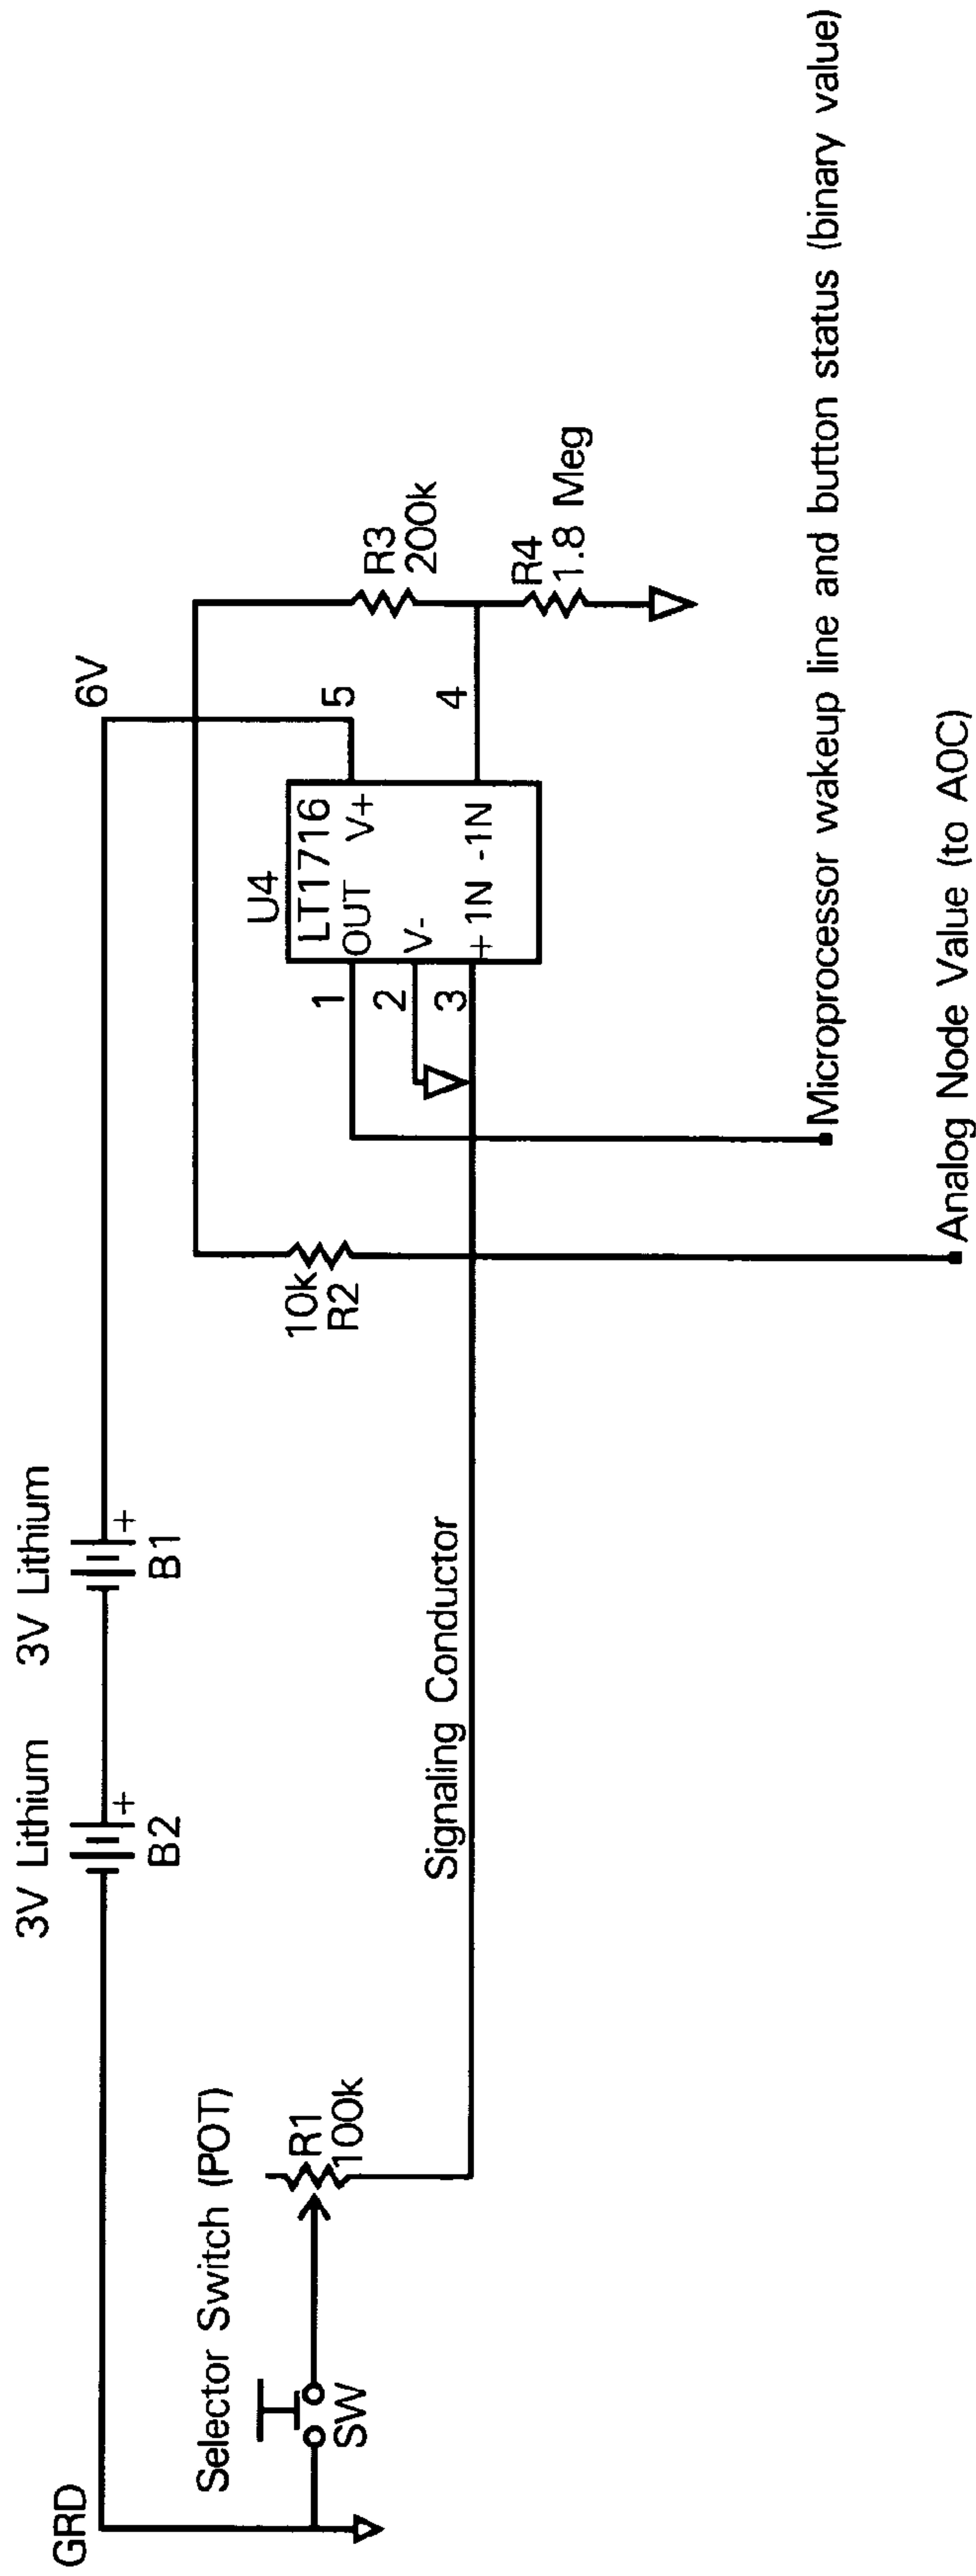 GRD
3V Lithium
3V Lithium
+
+
B2
B1
6V
Selector Switch (POT)
SW
R1
100k
Signaling Conductor
10k
R2
U4
LT1716
OUT
V+
V-
+1N
-1N
1
2
3
5
4
R3
200k
R4
1.8 Meg
Microprocessor wakeup line and button status (binary value)
Analog Node Value (to A0C)